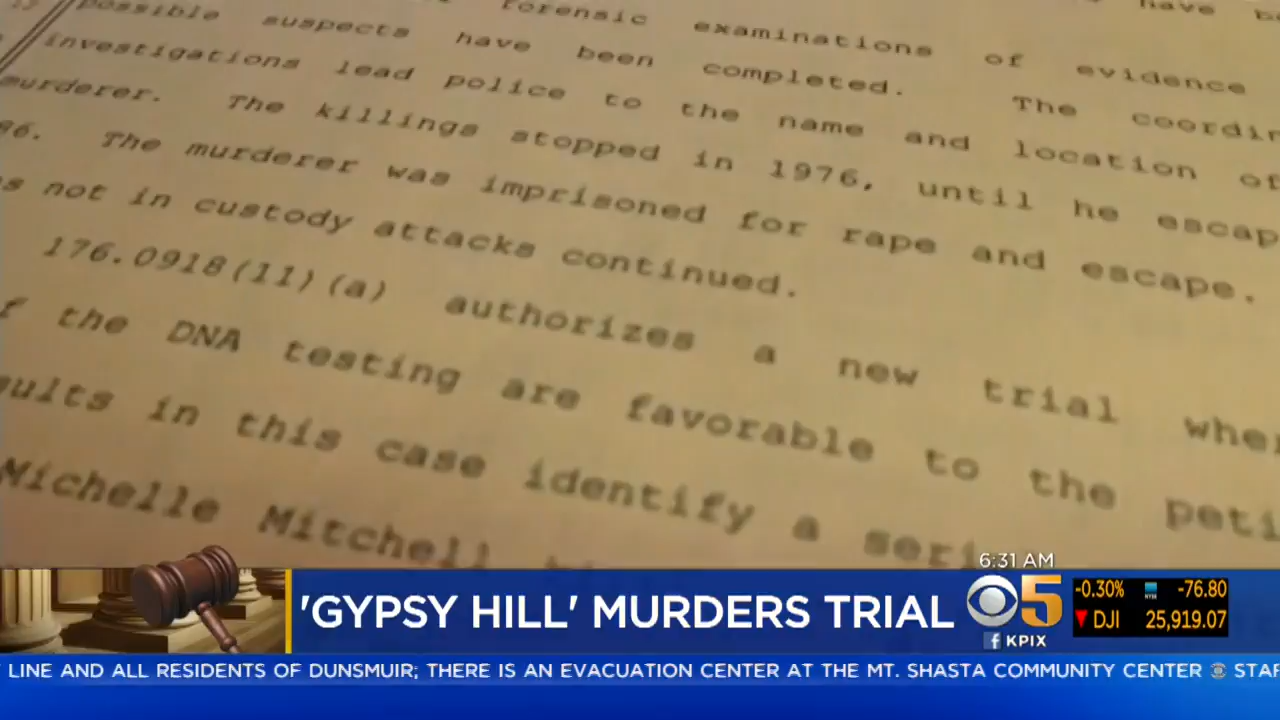 possible suspects have been completed. The coordin
forensic examinations of evidence
investigations lead police to the name and location of
murderer. The killings stopped in 1976, until he escap
The murderer was imprisoned for rape and escape.
not in custody attacks continued.
176.0918(11)(a) authorizes a new trial when
the DNA testing are favorable to the peti
in this case identify a seri
Michelle Mitchell
6:31 AM
'GYPSY HILL' MURDERS TRIAL
5
KPIX
-0.30% -76.80
DJI 25,919.07
LINE AND ALL RESIDENTS OF DUNSMUIR; THERE IS AN EVACUATION CENTER AT THE MT. SHASTA COMMUNITY CENTER STAF